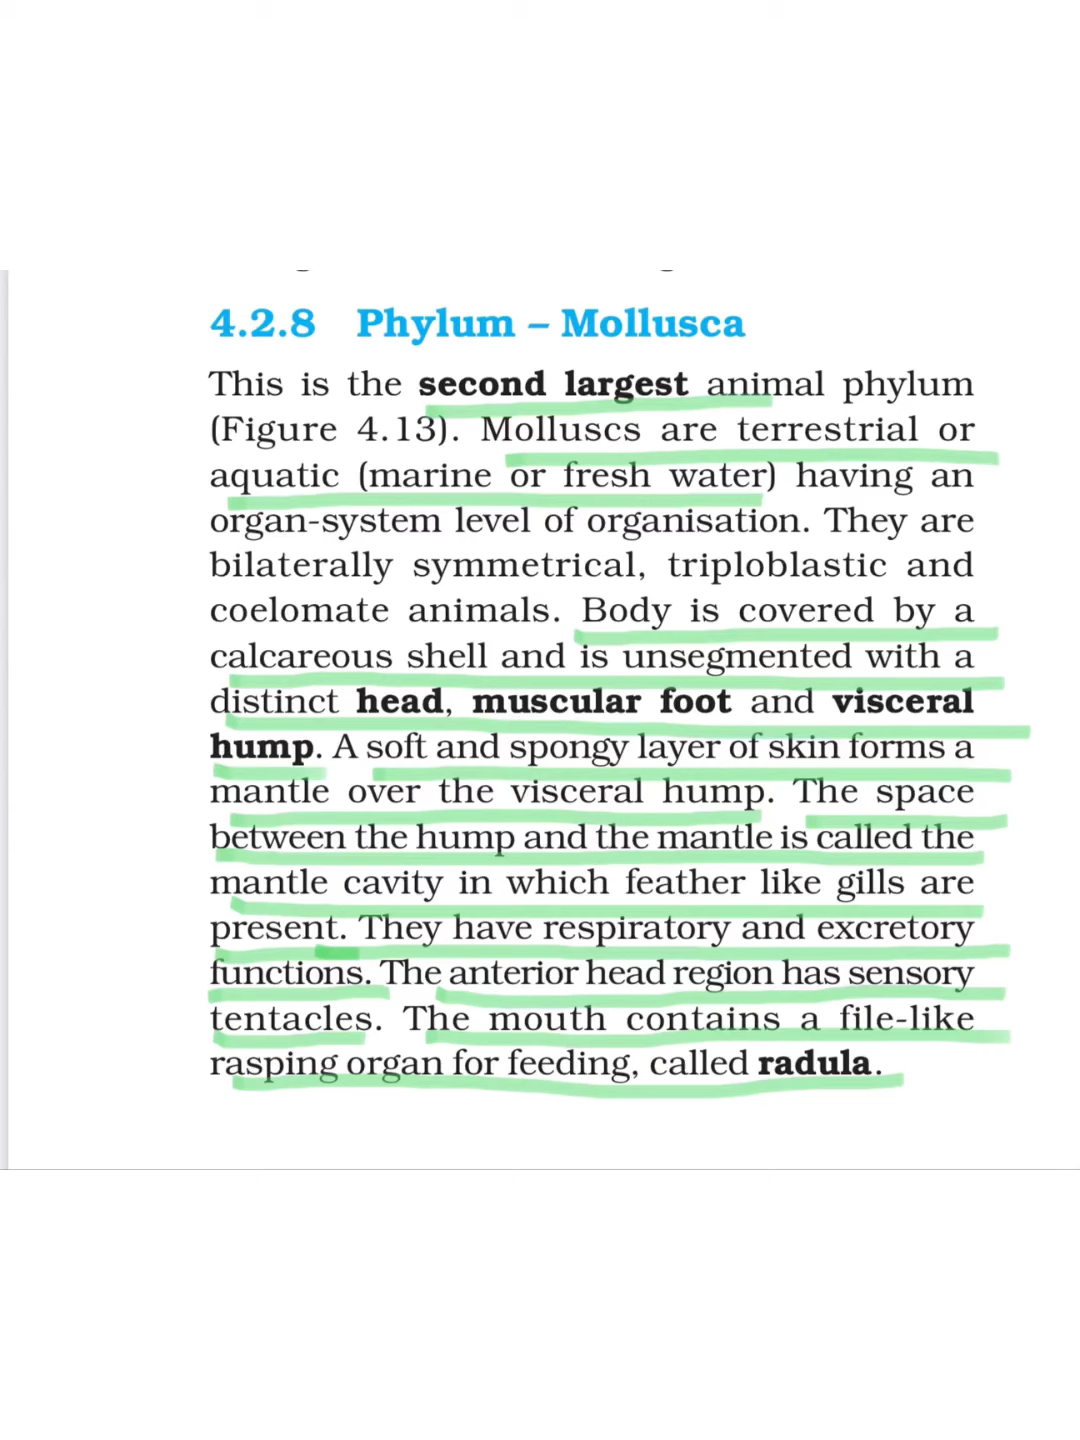 4.2.8 Phylum – Mollusca
This is the second largest animal phylum
(Figure 4.13). Molluscs are terrestrial or
aquatic (marine or fresh water) having an
organ-system level of organisation. They are
bilaterally symmetrical, triploblastic and
coelomate animals. Body is covered by a
calcareous shell and is unsegmented with a
distinct head, muscular foot and visceral
hump. A soft and spongy layer of skin forms a
mantle over the visceral hump. The space
between the hump and the mantle is called the
mantle cavity in which feather like gills are
present. They have respiratory and excretory
functions. The anterior head region has sensory
tentacles. The mouth contains a file-like
rasping organ for feeding, called radula.